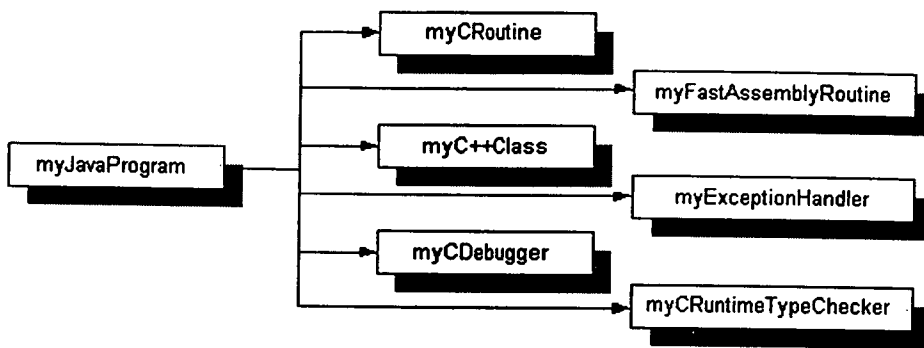 myCRoutine
myFastAssemblyRoutine
myC++Class
myJavaProgram
myExceptionHandler
myCDebugger
myCRuntimeTypeChecker